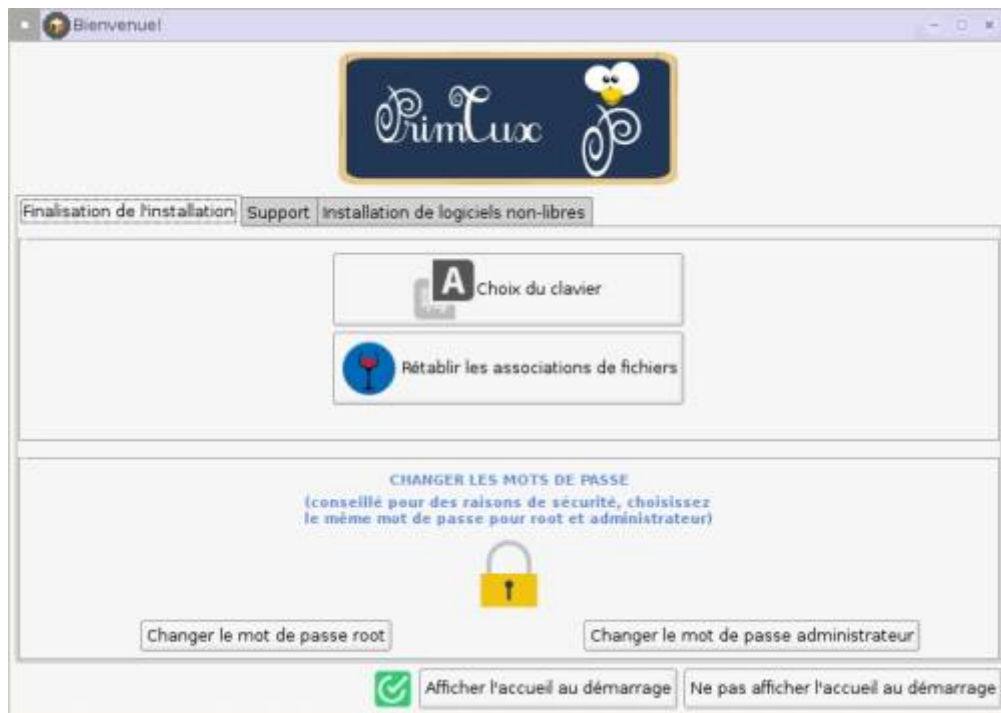 Bienvenue!
PrimTux
Finalisation de l'installation
Support
Installation de logiciels non-libres
A
Choix du clavier
Rétablir les associations de fichiers
CHANGER LES MOTS DE PASSE
(conseillé pour des raisons de sécurité, choisissez
le même mot de passe pour root et administrateur)
Changer le mot de passe root
Changer le mot de passe administrateur
Afficher l'accueil au démarrage
Ne pas afficher l'accueil au démarrage